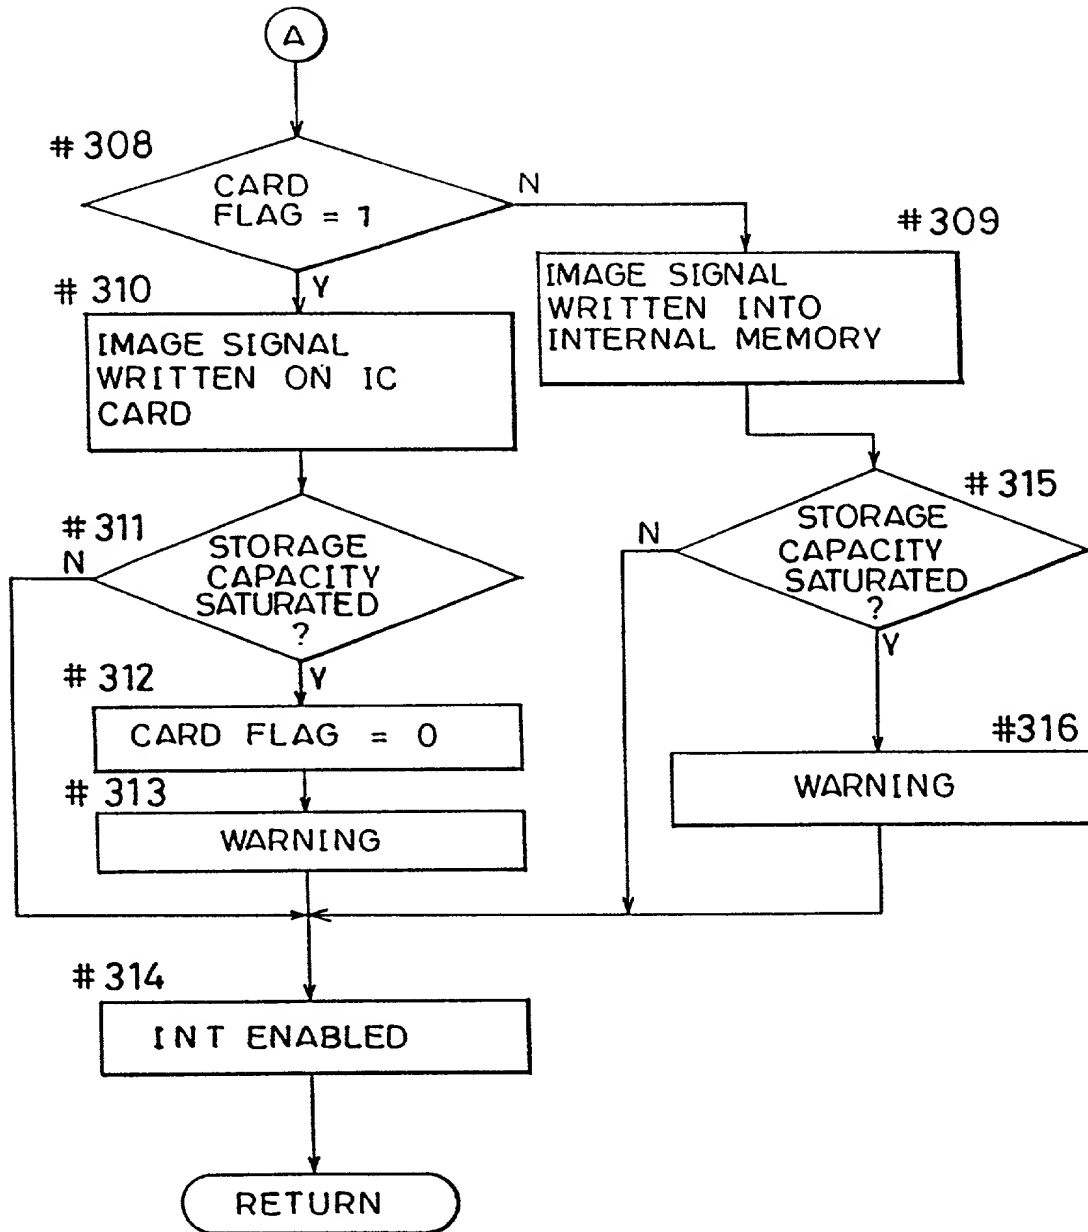 A
#308
CARD
FLAG = 1
N
Y
#309
IMAGE SIGNAL
WRITTEN INTO
INTERNAL MEMORY
#310
IMAGE SIGNAL
WRITTEN ON IC
CARD
#311
N
STORAGE
CAPACITY
SATURATED
?
Y
#315
N
STORAGE
CAPACITY
SATURATED
?
Y
#312
CARD FLAG = 0
#313
WARNING
#316
WARNING
#314
INT ENABLED
RETURN